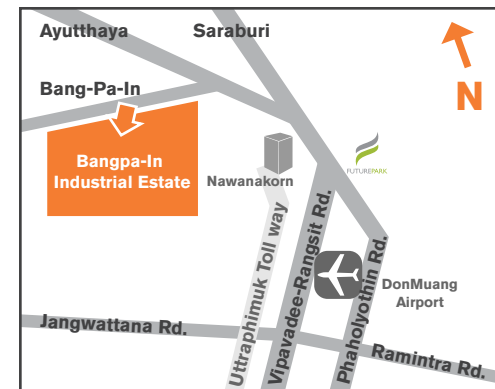 Ayutthaya
Saraburi
Bang-Pa-In
N
Bangpa-In
Industrial Estate
Nawanakorn
FUTUREPARK
Uttraphimuk Toll way
Vipavadee-Rangsit Rd.
Phaholyothin Rd.
DonMuang
Airport
Jangwattana Rd.
Ramintra Rd.